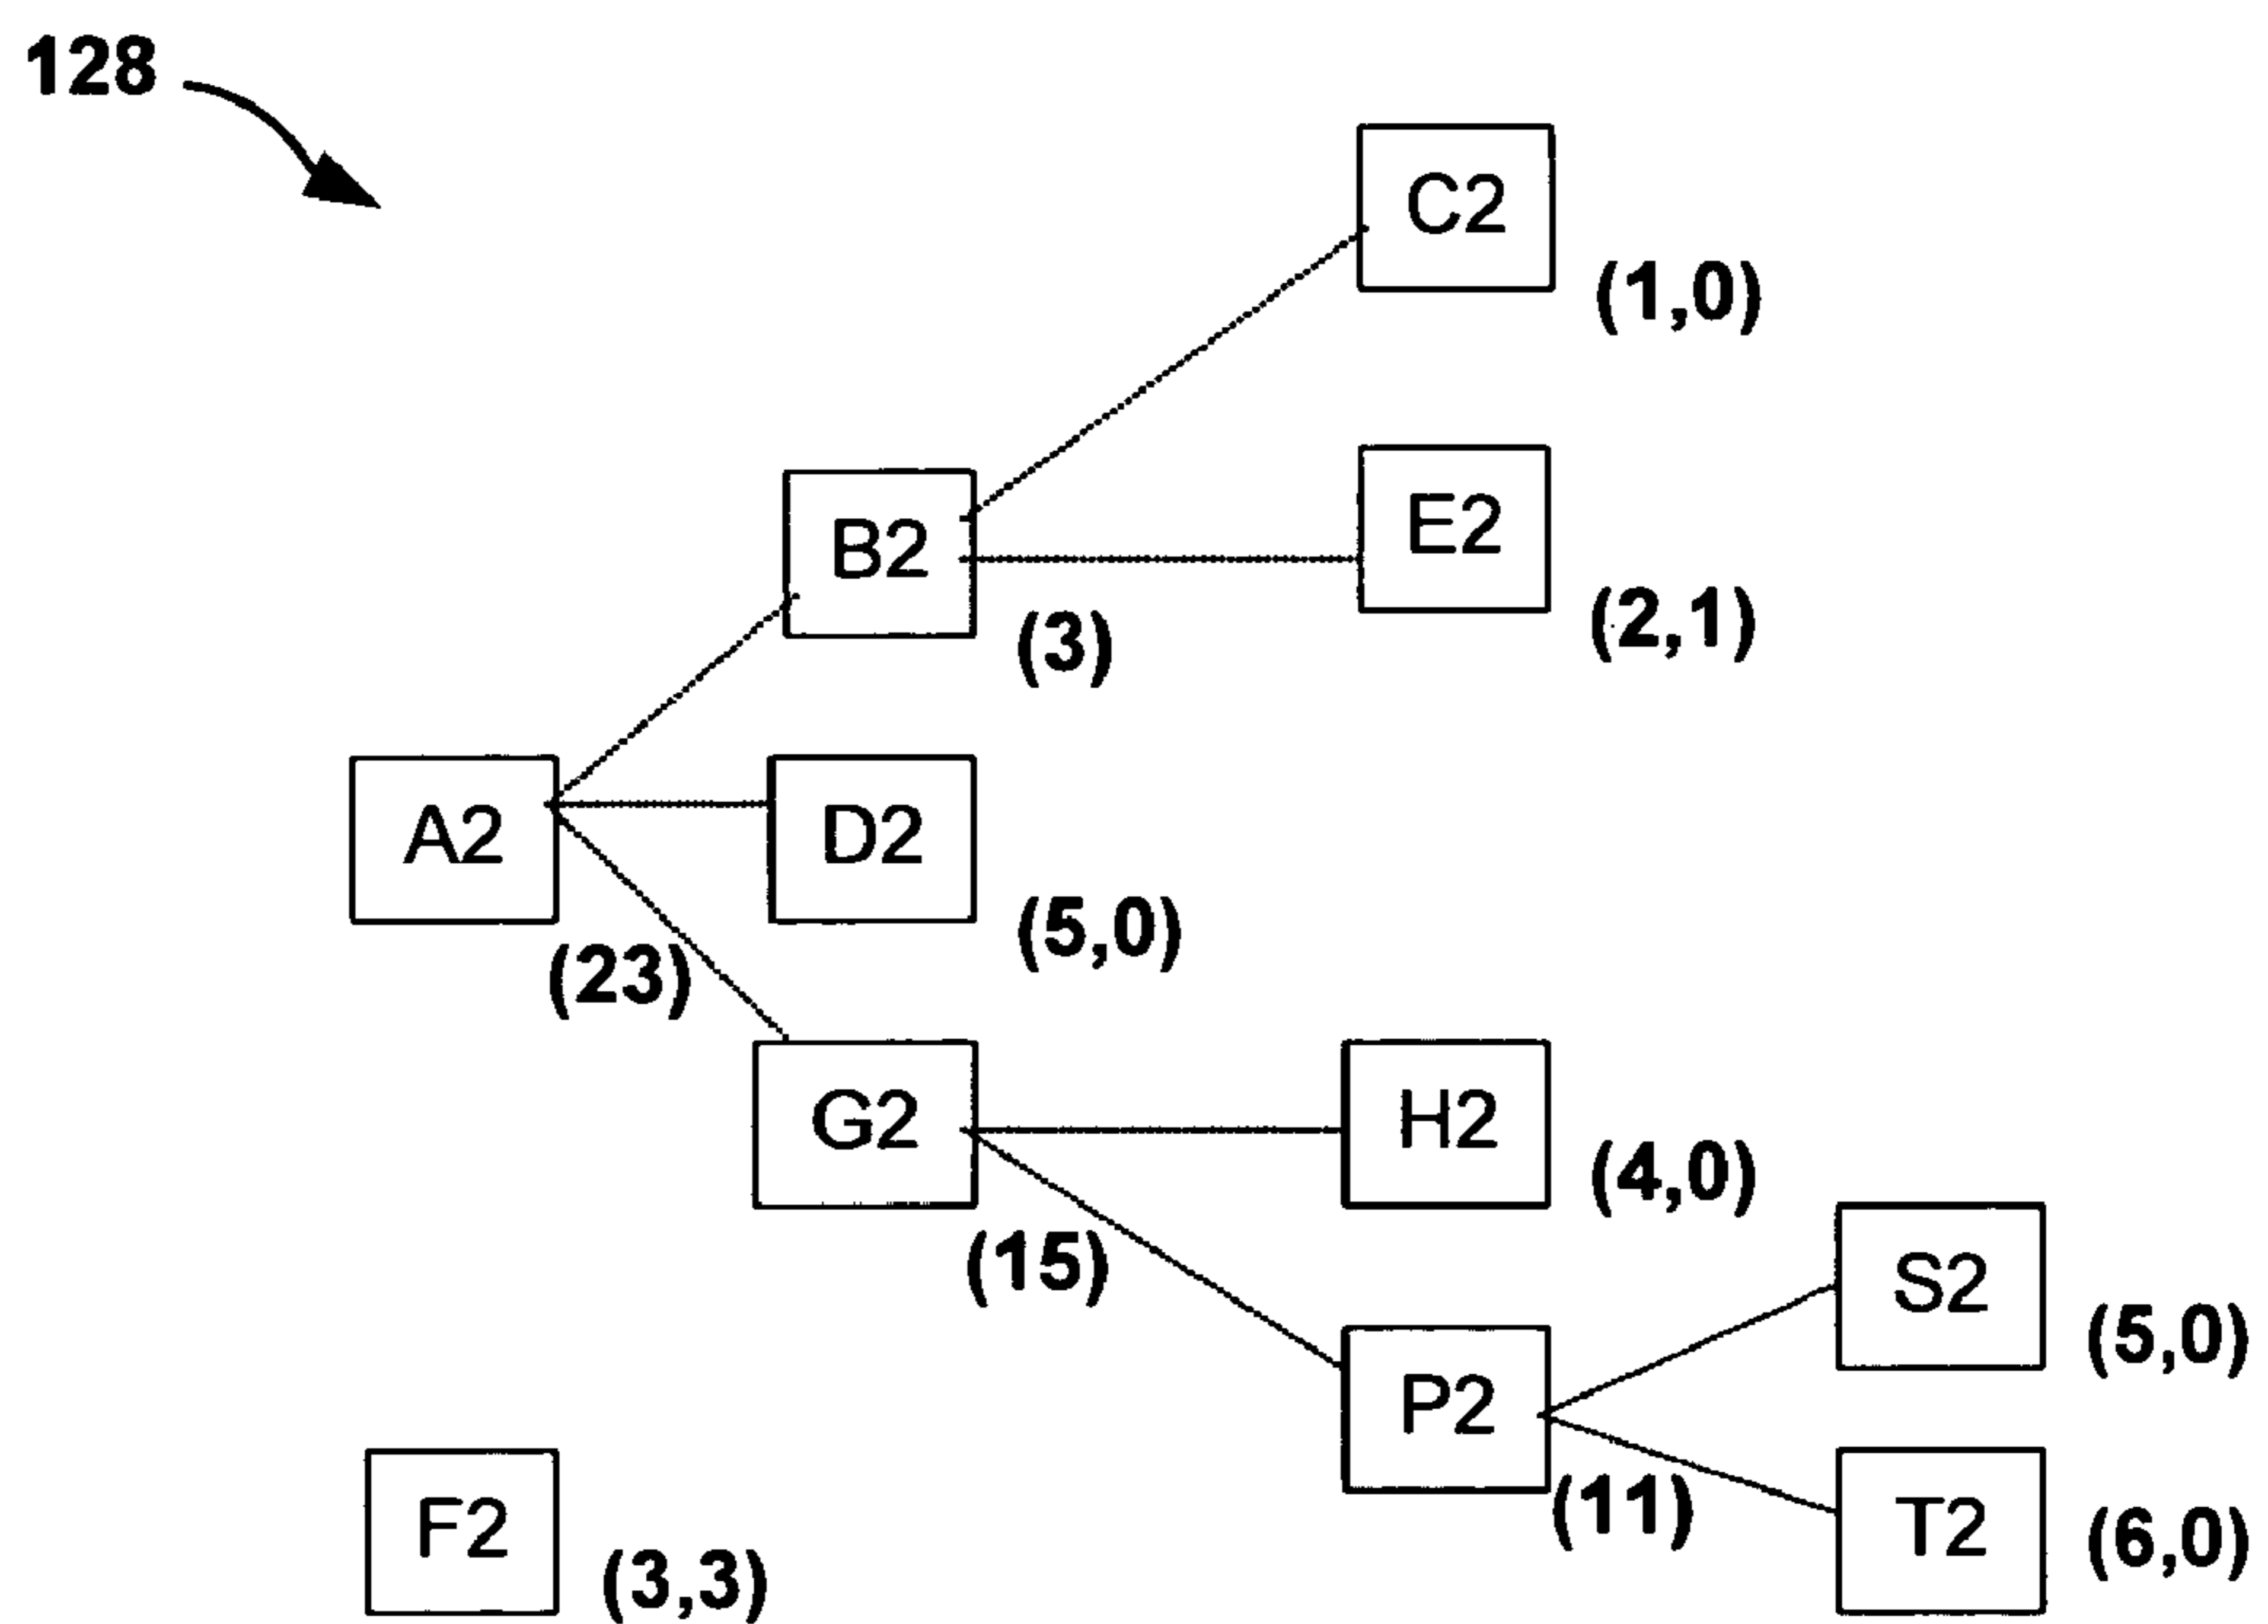 128
C2
(1,0)
B2
(3)
E2
(2,1)
A2
(23)
D2
(5,0)
G2
(15)
H2
(4,0)
P2
(11)
S2
(5,0)
T2
(6,0)
F2
(3,3)